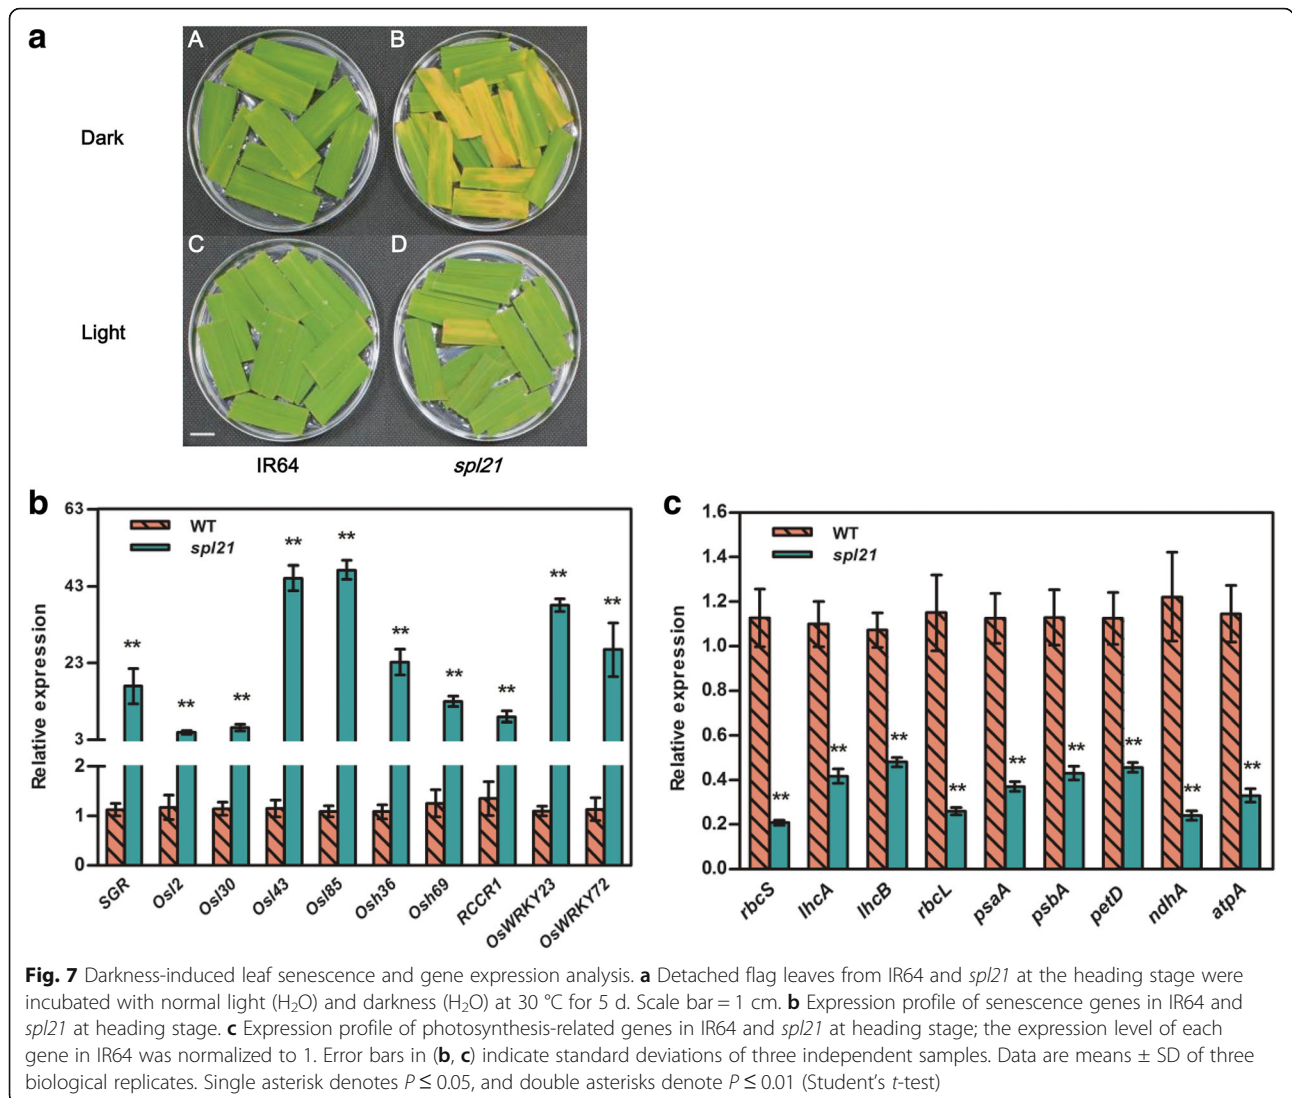 a
A
B
Dark
C
D
Light
IR64
spl21
b
63
43
23
3
2
1
0
Relative expression
WT
spl21
**
**
**
**
**
**
**
**
**
**
SGR
Osl2
Osl30
Osl43
Osl85
Osh36
Osh69
RCCR1
OsWRKY23
OsWRKY72
c
1.6
1.4
1.2
1.0
0.8
0.6
0.4
0.2
0.0
Relative expression
WT
spl21
**
**
**
**
**
**
**
**
**
rbcS
lhcA
lhcB
rbcL
psaA
psbA
petD
ndhA
atpA
Fig. 7 Darkness-induced leaf senescence and gene expression analysis. a Detached flag leaves from IR64 and spl21 at the heading stage were
incubated with normal light (H₂O) and darkness (H₂O) at 30 °C for 5 d. Scale bar = 1 cm. b Expression profile of senescence genes in IR64 and
spl21 at heading stage. c Expression profile of photosynthesis-related genes in IR64 and spl21 at heading stage; the expression level of each
gene in IR64 was normalized to 1. Error bars in (b, c) indicate standard deviations of three independent samples. Data are means ± SD of three
biological replicates. Single asterisk denotes P ≤ 0.05, and double asterisks denote P ≤ 0.01 (Student's t-test)